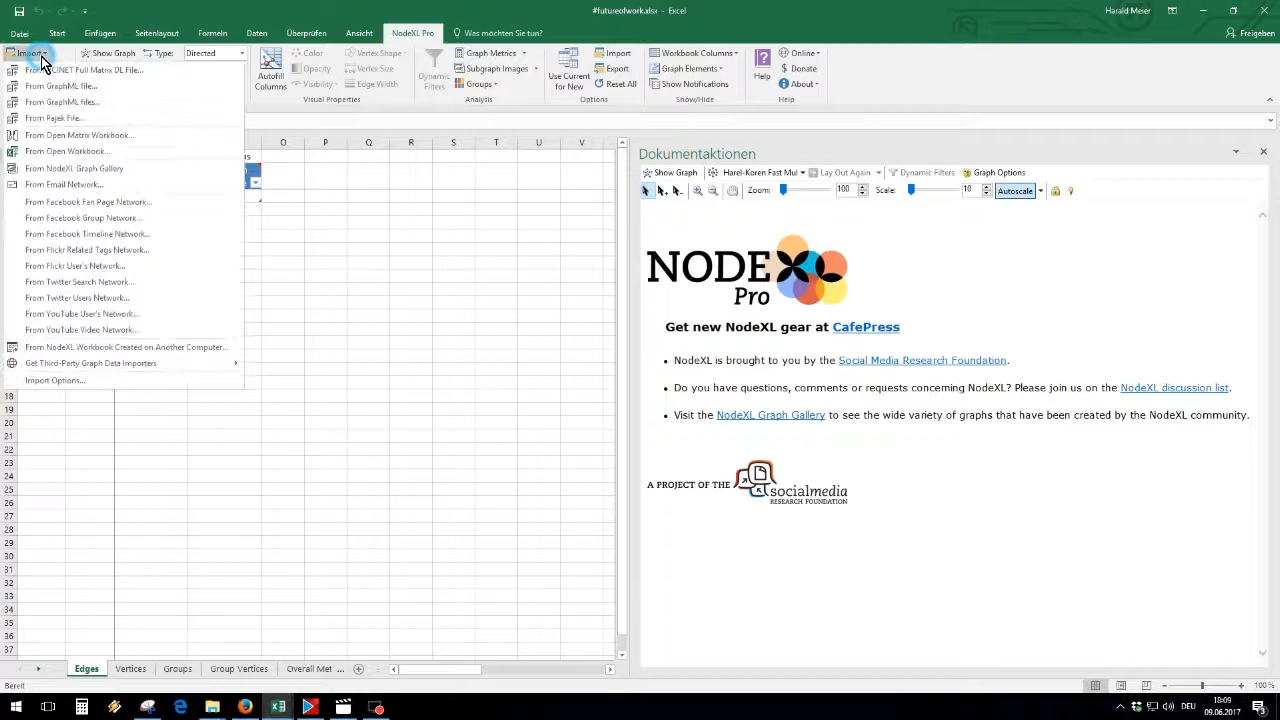 #futureofwork.xlsx - Excel
Harald Meier
Datei Start Einfügen Seitenlayout Formeln Daten Überprüfen Ansicht NodeXL Pro Was möchten Sie tun? Freigeben
Import Show Graph Type: Directed
Autofill Columns
Vertex Shape
Opacity
Visibility
Edge Width
Visual Properties
Dynamic Filters
Graph Metrics
Subgraph Images
Groups
Analysis
Use Current for New
Import
Export
Reset All
Options
Workbook Columns
Graph Elements
Show Notifications
Show/Hide
Help
Online
Donate
About
Help
From UCINET Full Matrix DL File...
From GraphML file...
From GraphML files...
From Pajek File...
From Open Matrix Workbook...
From Open Workbook...
From NodeXL Graph Gallery
From Email Network...
From Facebook Fan Page Network...
From Facebook Group Network...
From Facebook Timeline Network...
From Flickr Related Tags Network...
From Flickr User's Network...
From Twitter Search Network...
From Twitter Users Network...
From YouTube User's Network...
From YouTube Video Network...
From NodeXL Workbook Created on Another Computer...
Get Third-Party Graph Data Importers
Import Options...
O P Q R S T U V
18
19
20
21
22
23
24
25
26
27
28
29
30
31
32
33
34
35
36
37
Dokumentaktionen
Show Graph Harel-Koren Fast Mul Lay Out Again Dynamic Filters Graph Options
Zoom: 100 Scale: 10 Autoscale
NODEXL
Pro
Get new NodeXL gear at CafePress
• NodeXL is brought to you by the Social Media Research Foundation.
• Do you have questions, comments or requests concerning NodeXL? Please join us on the NodeXL discussion list.
• Visit the NodeXL Graph Gallery to see the wide variety of graphs that have been created by the NodeXL community.
A PROJECT OF THE socialmedia
RESEARCH FOUNDATION
Edges Vertices Groups Group Vertices Overall Met ...
Bereit
100 %
DEU
18:09
09.06.2017